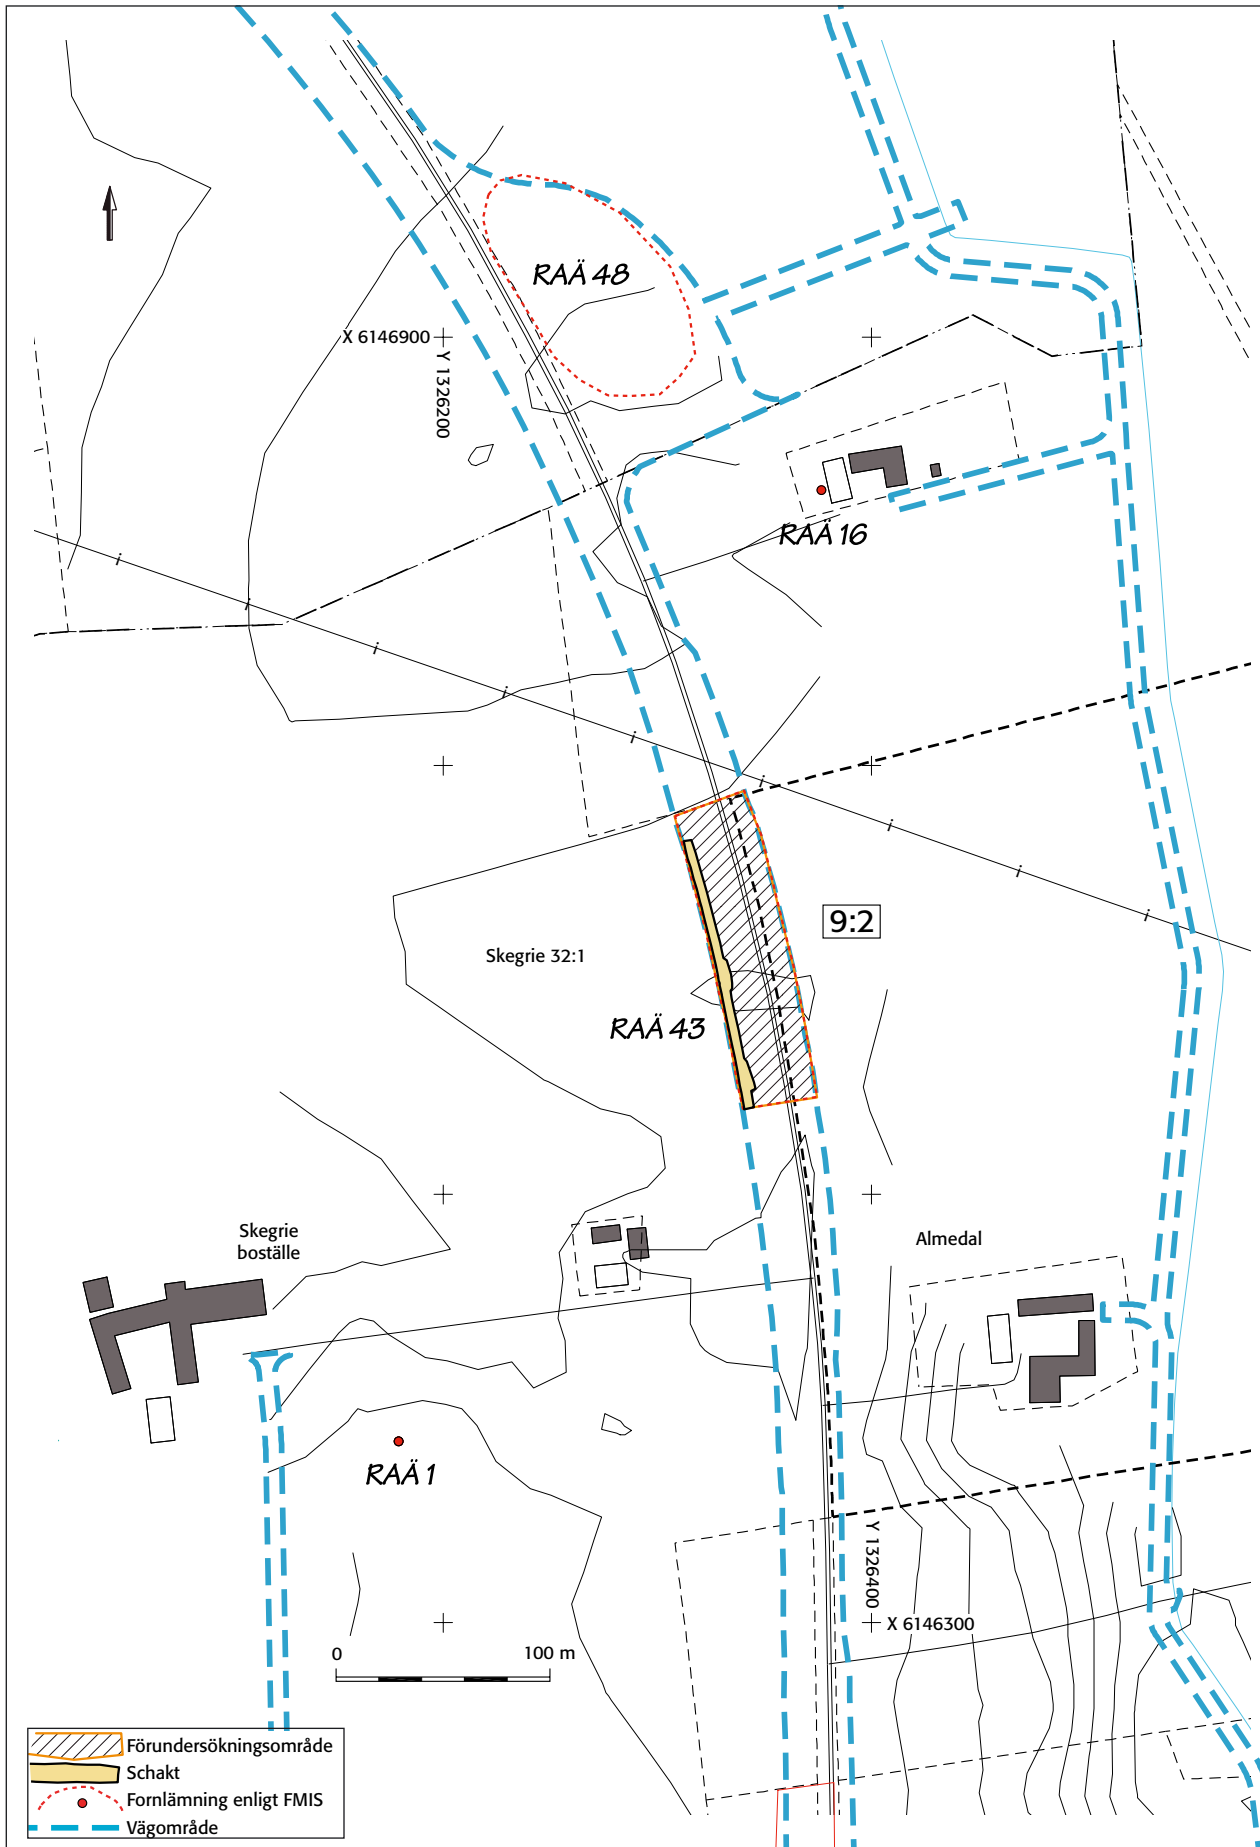 RAÄ 48
X 6146900
Y 1326200
RAÄ 16
i
i
i
i
i
i
i
i
i
9:2
Skegrie 32:1
RAÄ 43
Skegrie
boställe
Almedal
RAÄ 1
Y 1326400
X 6146300
0
100 m
Förundersökningsområde
Schakt
Fornlämning enligt FMIS
Vägområde